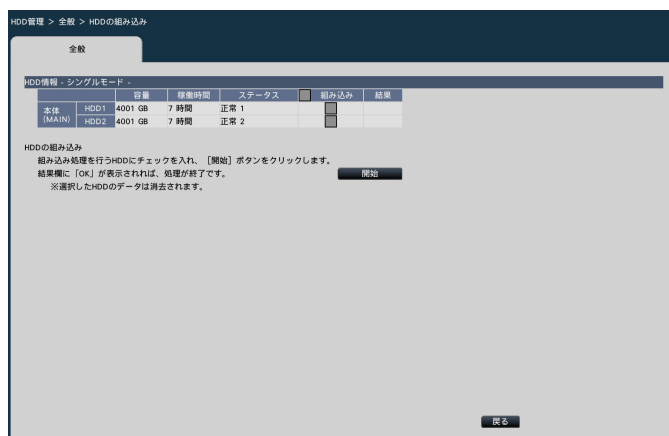 HDD管理 > 全般 > HDDの組み込み
全般
HDD情報 - シングルモード -
容量 稼働時間 ステータス 組み込み 結果
本体 (MAIN) HDD1 4001 GB 7 時間 正常 1
HDD2 4001 GB 7 時間 正常 2
HDDの組み込み
組み込み処理を行うHDDにチェックを入れ、[開始] ボタンをクリックします。
結果欄に「OK」が表示されれば、処理が終了です。 開始
※選択したHDDのデータは消去されます。
戻る